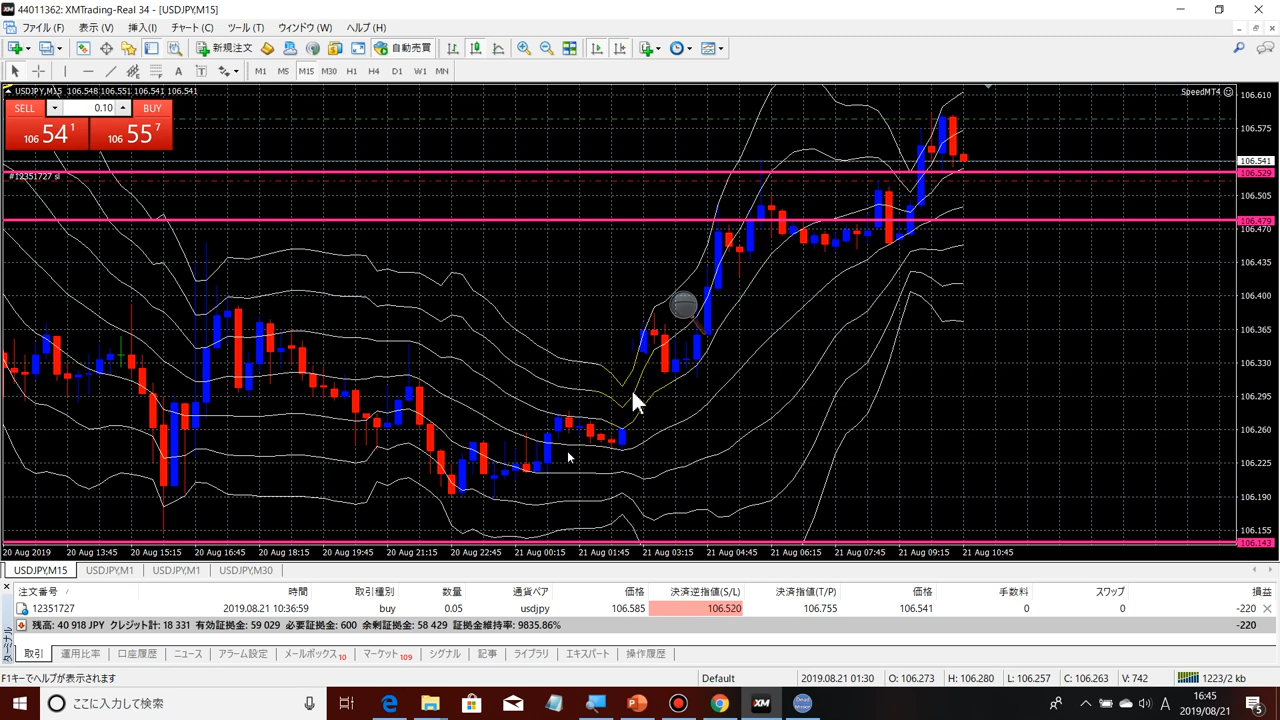 44011362: XMTrading-Real 34 - [USDJPY,M15]
ファイル (F) 表示 (V) 挿入(I) チャート (C) ツール (T) ウィンドウ (W) ヘルプ (H)
新規注文 自動売買
A T M1 M5 M15 M30 H1 H4 D1 W1 MN
USDJPY,M15 106.548 106.551 106.541 106.541
SpeedMT4
SELL 0.10 BUY
106 54 1 106 55 7
#12351727 sl
106.610
106.575
106.541
106.529
106.505
106.479
106.470
106.435
106.400
106.365
106.330
106.295
106.260
106.225
106.190
106.155
106.143
20 Aug 2019 20 Aug 13:45 20 Aug 15:15 20 Aug 16:45 20 Aug 18:15 20 Aug 19:45 20 Aug 21:15 20 Aug 22:45 21 Aug 00:15 21 Aug 01:45 21 Aug 03:15 21 Aug 04:45 21 Aug 06:15 21 Aug 07:45 21 Aug 09:15 21 Aug 10:45
USDJPY,M15 USDJPY,M1 USDJPY,M1 USDJPY,M30
注文番号 時間 取引種別 数量 通貨ペア 価格 決済逆指値(S/L) 決済指値(T/P) 価格 手数料 スワップ 損益
12351727 2019.08.21 10:36:59 buy 0.05 usdjpy 106.585 106.520 106.755 106.541 0 0 -220
残高: 40 918 JPY クレジット計: 18 331 有効証拠金: 59 029 必要証拠金: 600 余剰証拠金: 58 429 証拠金維持率: 9835.86% -220
ターミナル
取引 運用比率 口座履歴 ニュース アラーム設定 メールボックス 10 マーケット 109 シグナル 記事 ライブラリ エキスパート 操作履歴
F1キーでヘルプが表示されます Default 2019.08.21 01:30 O: 106.273 H: 106.280 L: 106.257 C: 106.263 V: 742 1223/2 kb
ここに入力して検索 XM A 16:45
2019/08/21 5